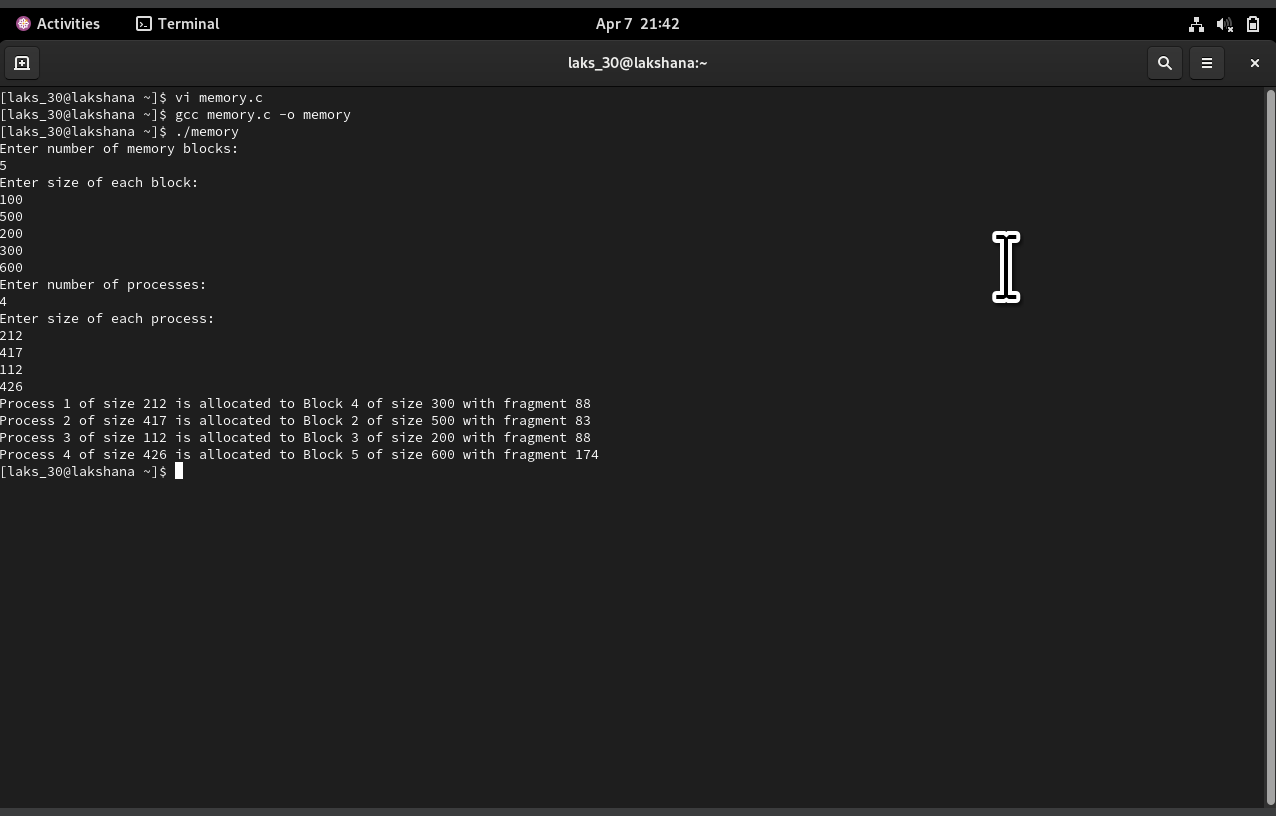 Activities Terminal Apr 7 21:42
laks_30@lakshana:~
[laks_30@lakshana ~]$ vi memory.c
[laks_30@lakshana ~]$ gcc memory.c -o memory
[laks_30@lakshana ~]$ ./memory
Enter number of memory blocks:
5
Enter size of each block:
100
500
200
300
600
Enter number of processes:
4
Enter size of each process:
212
417
112
426
Process 1 of size 212 is allocated to Block 4 of size 300 with fragment 88
Process 2 of size 417 is allocated to Block 2 of size 500 with fragment 83
Process 3 of size 112 is allocated to Block 3 of size 200 with fragment 88
Process 4 of size 426 is allocated to Block 5 of size 600 with fragment 174
[laks_30@lakshana ~]$